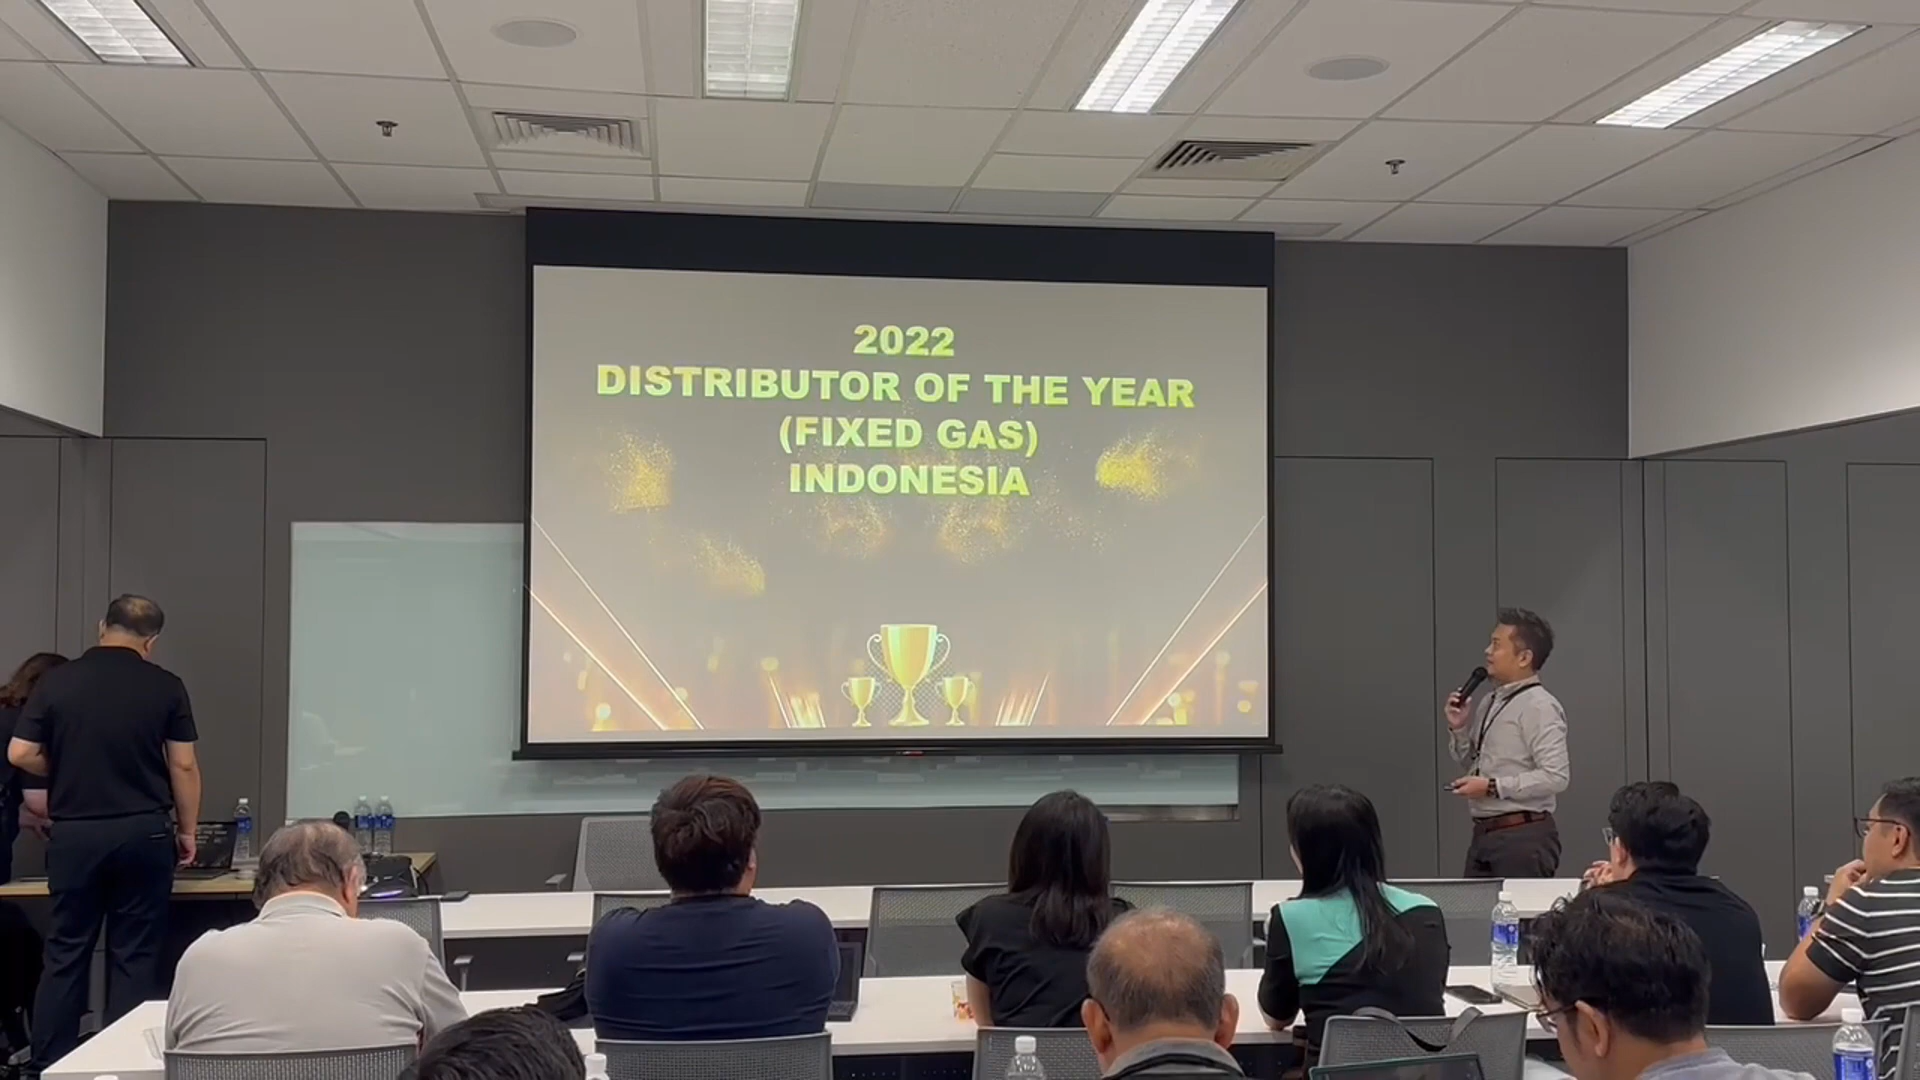 2022
DISTRIBUTOR OF THE YEAR
(FIXED GAS)
INDONESIA